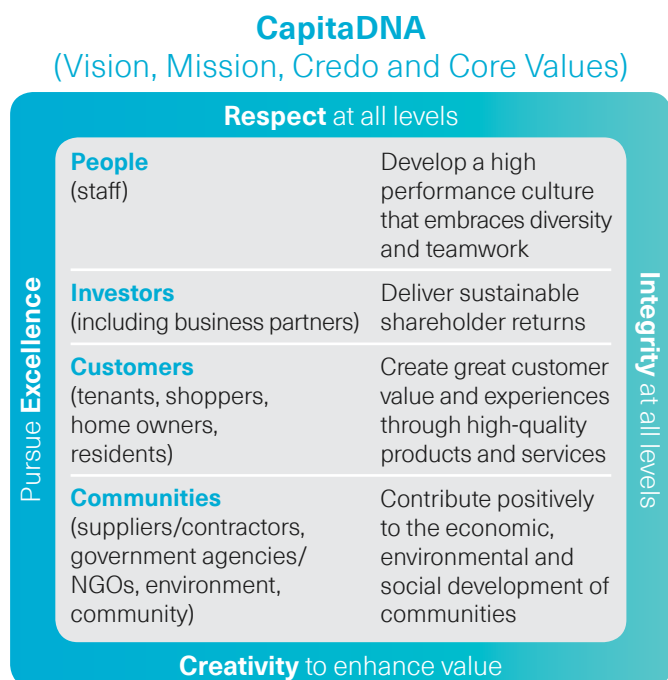 CapitaDNA
(Vision, Mission, Credo and Core Values)
Respect at all levels
Pursue Excellence
People
(staff)
Develop a high
performance culture
that embraces diversity
and teamwork
Investors
(including business partners)
Deliver sustainable
shareholder returns
Customers
(tenants, shoppers,
home owners,
residents)
Create great customer
value and experiences
through high-quality
products and services
Communities
(suppliers/contractors,
government agencies/
NGOs, environment,
community)
Contribute positively
to the economic,
environmental and
social development of
communities
Integrity at all levels
Creativity to enhance value